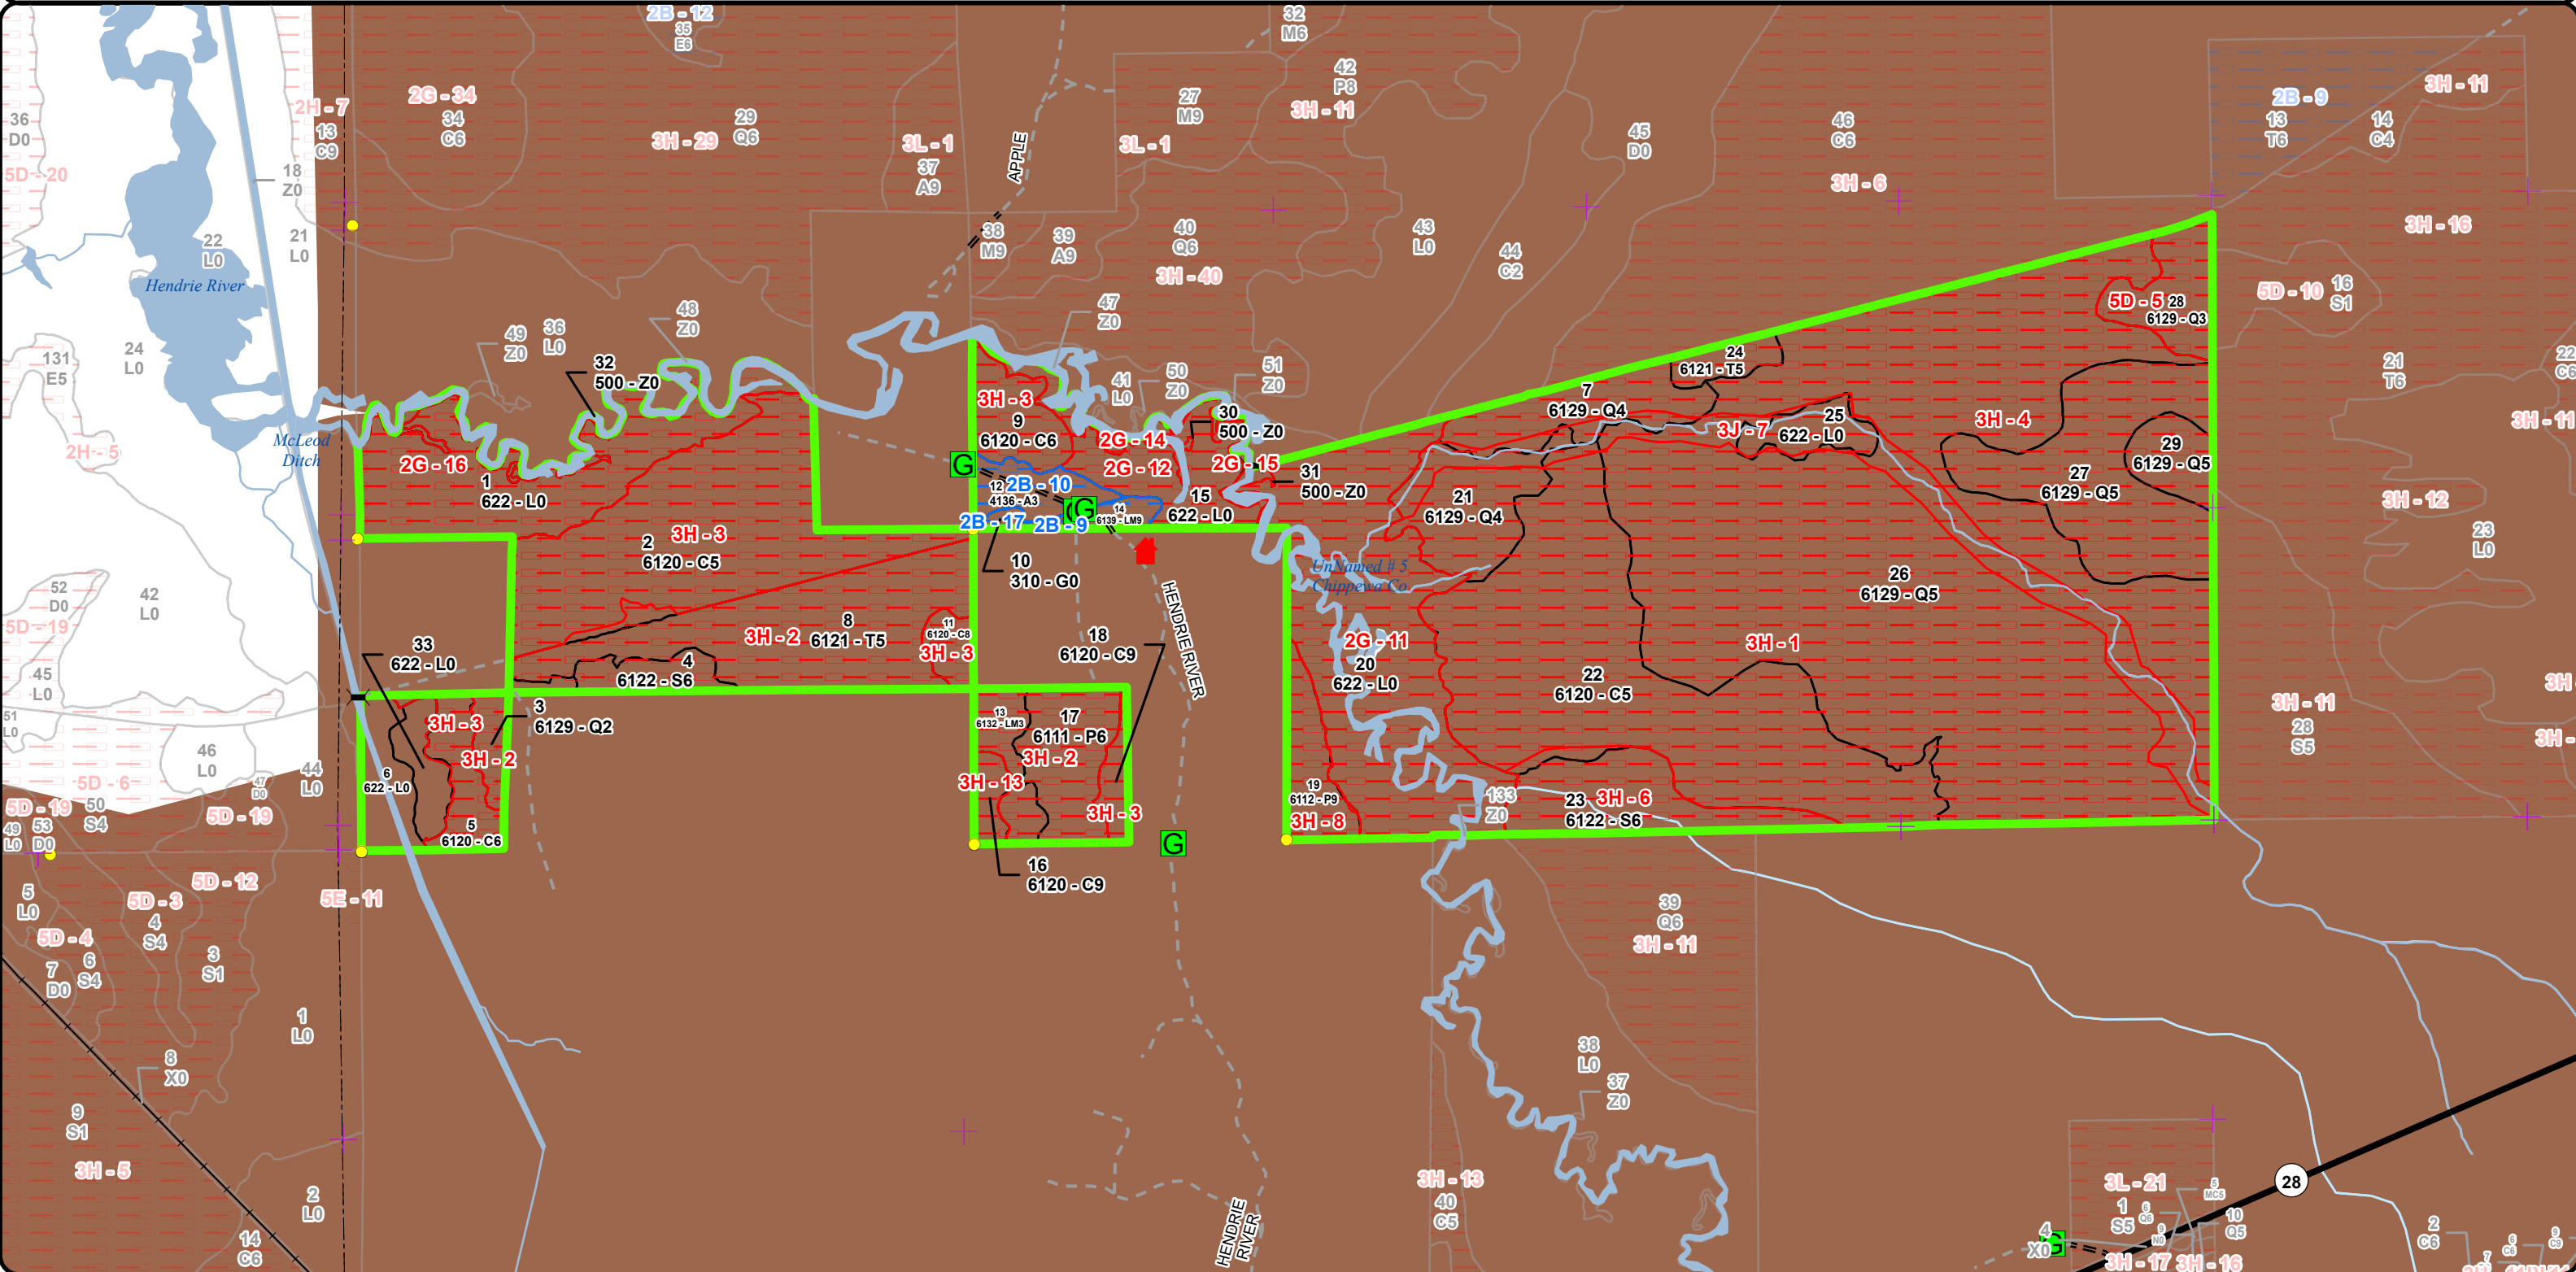 2B - 12
35
E6
32
M6
36
D0
2H - 7
13
C9
2G - 34
34
C6
29
Q6
3H - 29
3L - 1
37
A9
APPLE
27
M9
3L - 1
42
P8
3H - 11
45
D0
46
C6
3H - 6
2B - 9
13
T6
14
C4
3H - 11
5D - 20
18
Z0
22
L0
21
L0
Hendrie River
38
M9
39
A9
40
Q6
3H - 40
43
L0
44
C2
3H - 16
5D - 10
16
S1
5D - 5
28
6129 - Q3
131
E5
24
L0
49
Z0
36
L0
48
Z0
47
Z0
32
500 - Z0
41
L0
50
Z0
51
Z0
24
6121 - T5
21
T6
22
C6
2H - 5
McLeod
Ditch
2G - 16
1
622 - L0
3H - 3
9
6120 - C6
2G - 14
2G - 12
30
500 - Z0
2G - 15
31
500 - Z0
7
6129 - Q4
3J - 7
25
622 - L0
3H - 4
29
6129 - Q5
27
6129 - Q5
3H - 11
3H - 12
23
L0
G
12
4136 - A3
2B - 10
G
14
6139 - LM9
15
622 - L0
2B - 17
2B - 9
21
6129 - Q4
2
6120 - C5
3H - 3
10
310 - G0
UnNamed # 5
Chippewa Co
26
6129 - Q5
52
D0
42
L0
5D - 19
45
L0
33
622 - L0
8
6121 - T5
3H - 2
11
6120 - C8
3H - 3
18
6120 - C9
HENDRIE RIVER
2G - 11
20
622 - L0
3H - 1
4
6122 - S6
22
6120 - C5
3H
51
L0
3
6129 - Q2
3H - 3
3H - 2
13
6132 - LM3
17
6111 - P6
3H - 2
3H - 11
28
S5
3H -
46
L0
44
L0
47
D0
5D - 6
50
S4
5D - 19
5D - 19
49
L0
53
D0
6
622 - L0
5
6120 - C6
3H - 13
3H - 3
19
6112 - P9
3H - 8
133
Z0
23
6122 - S6
3H - 6
G
16
6120 - C9
5
L0
5D - 12
5D - 3
4
S4
5E - 11
5D - 4
6
S4
7
D0
3
S1
39
Q6
3H - 11
1
L0
8
X0
38
L0
37
Z0
9
S1
3H - 5
2
L0
14
C6
3H - 13
40
C5
HENDRIE
RIVER
28
3L - 21
1
S5
5
MC5
6
Q6
9
N0
10
Q5
4
X0
G
3H - 17
3H - 16
2
C6
6
C6
9
C9
7